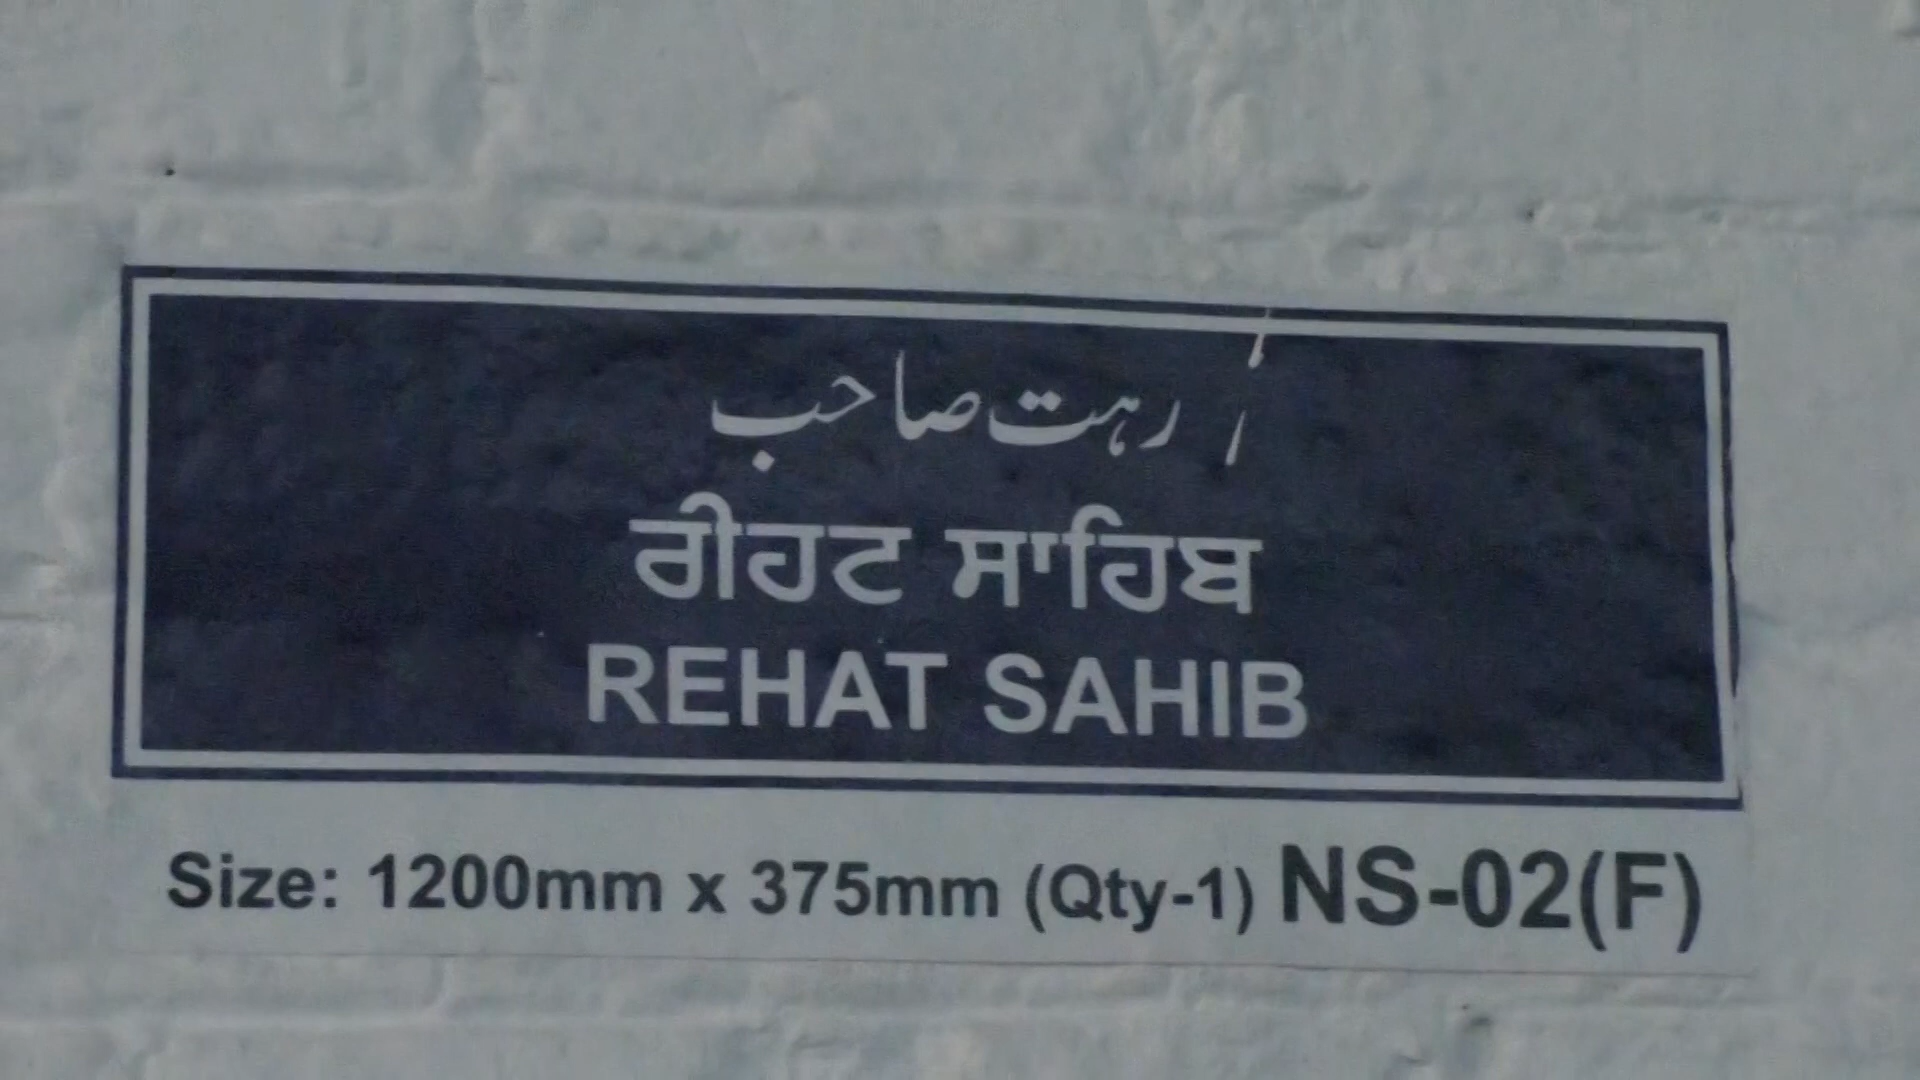 رہت صاحب
ਰੀਹਟ ਸਾਹਿਬ
REHAT SAHIB
Size: 1200mm x 375mm (Qty-1) NS-02(F)